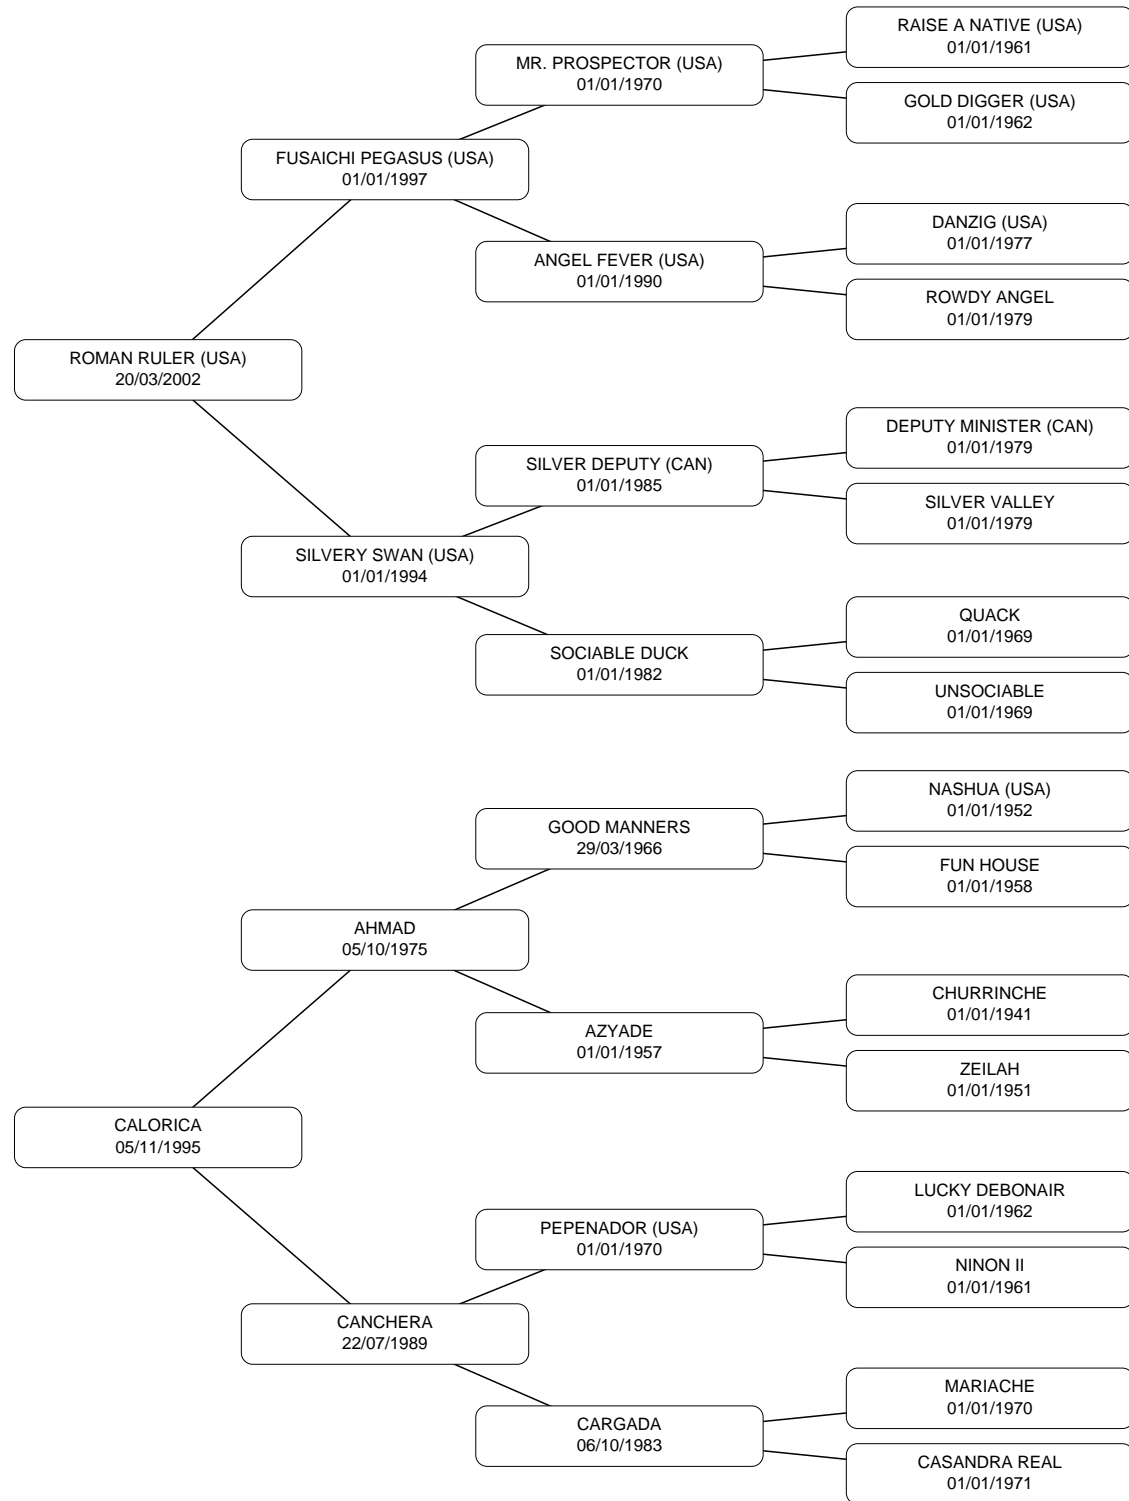 RAISE A NATIVE (USA)
01/01/1961
MR. PROSPECTOR (USA)
01/01/1970
GOLD DIGGER (USA)
01/01/1962
FUSAICHI PEGASUS (USA)
01/01/1997
DANZIG (USA)
01/01/1977
ANGEL FEVER (USA)
01/01/1990
ROWDY ANGEL
01/01/1979
ROMAN RULER (USA)
20/03/2002
DEPUTY MINISTER (CAN)
01/01/1979
SILVER DEPUTY (CAN)
01/01/1985
SILVER VALLEY
01/01/1979
SILVERY SWAN (USA)
01/01/1994
QUACK
01/01/1969
SOCIABLE DUCK
01/01/1982
UNSOCIABLE
01/01/1969
NASHUA (USA)
01/01/1952
GOOD MANNERS
29/03/1966
FUN HOUSE
01/01/1958
AHMAD
05/10/1975
CHURRINCHE
01/01/1941
AZYADE
01/01/1957
ZEILAH
01/01/1951
CALORICA
05/11/1995
LUCKY DEBONAIR
01/01/1962
PEPENADOR (USA)
01/01/1970
NINON II
01/01/1961
CANCHERA
22/07/1989
MARIACHE
01/01/1970
CARGADA
06/10/1983
CASANDRA REAL
01/01/1971